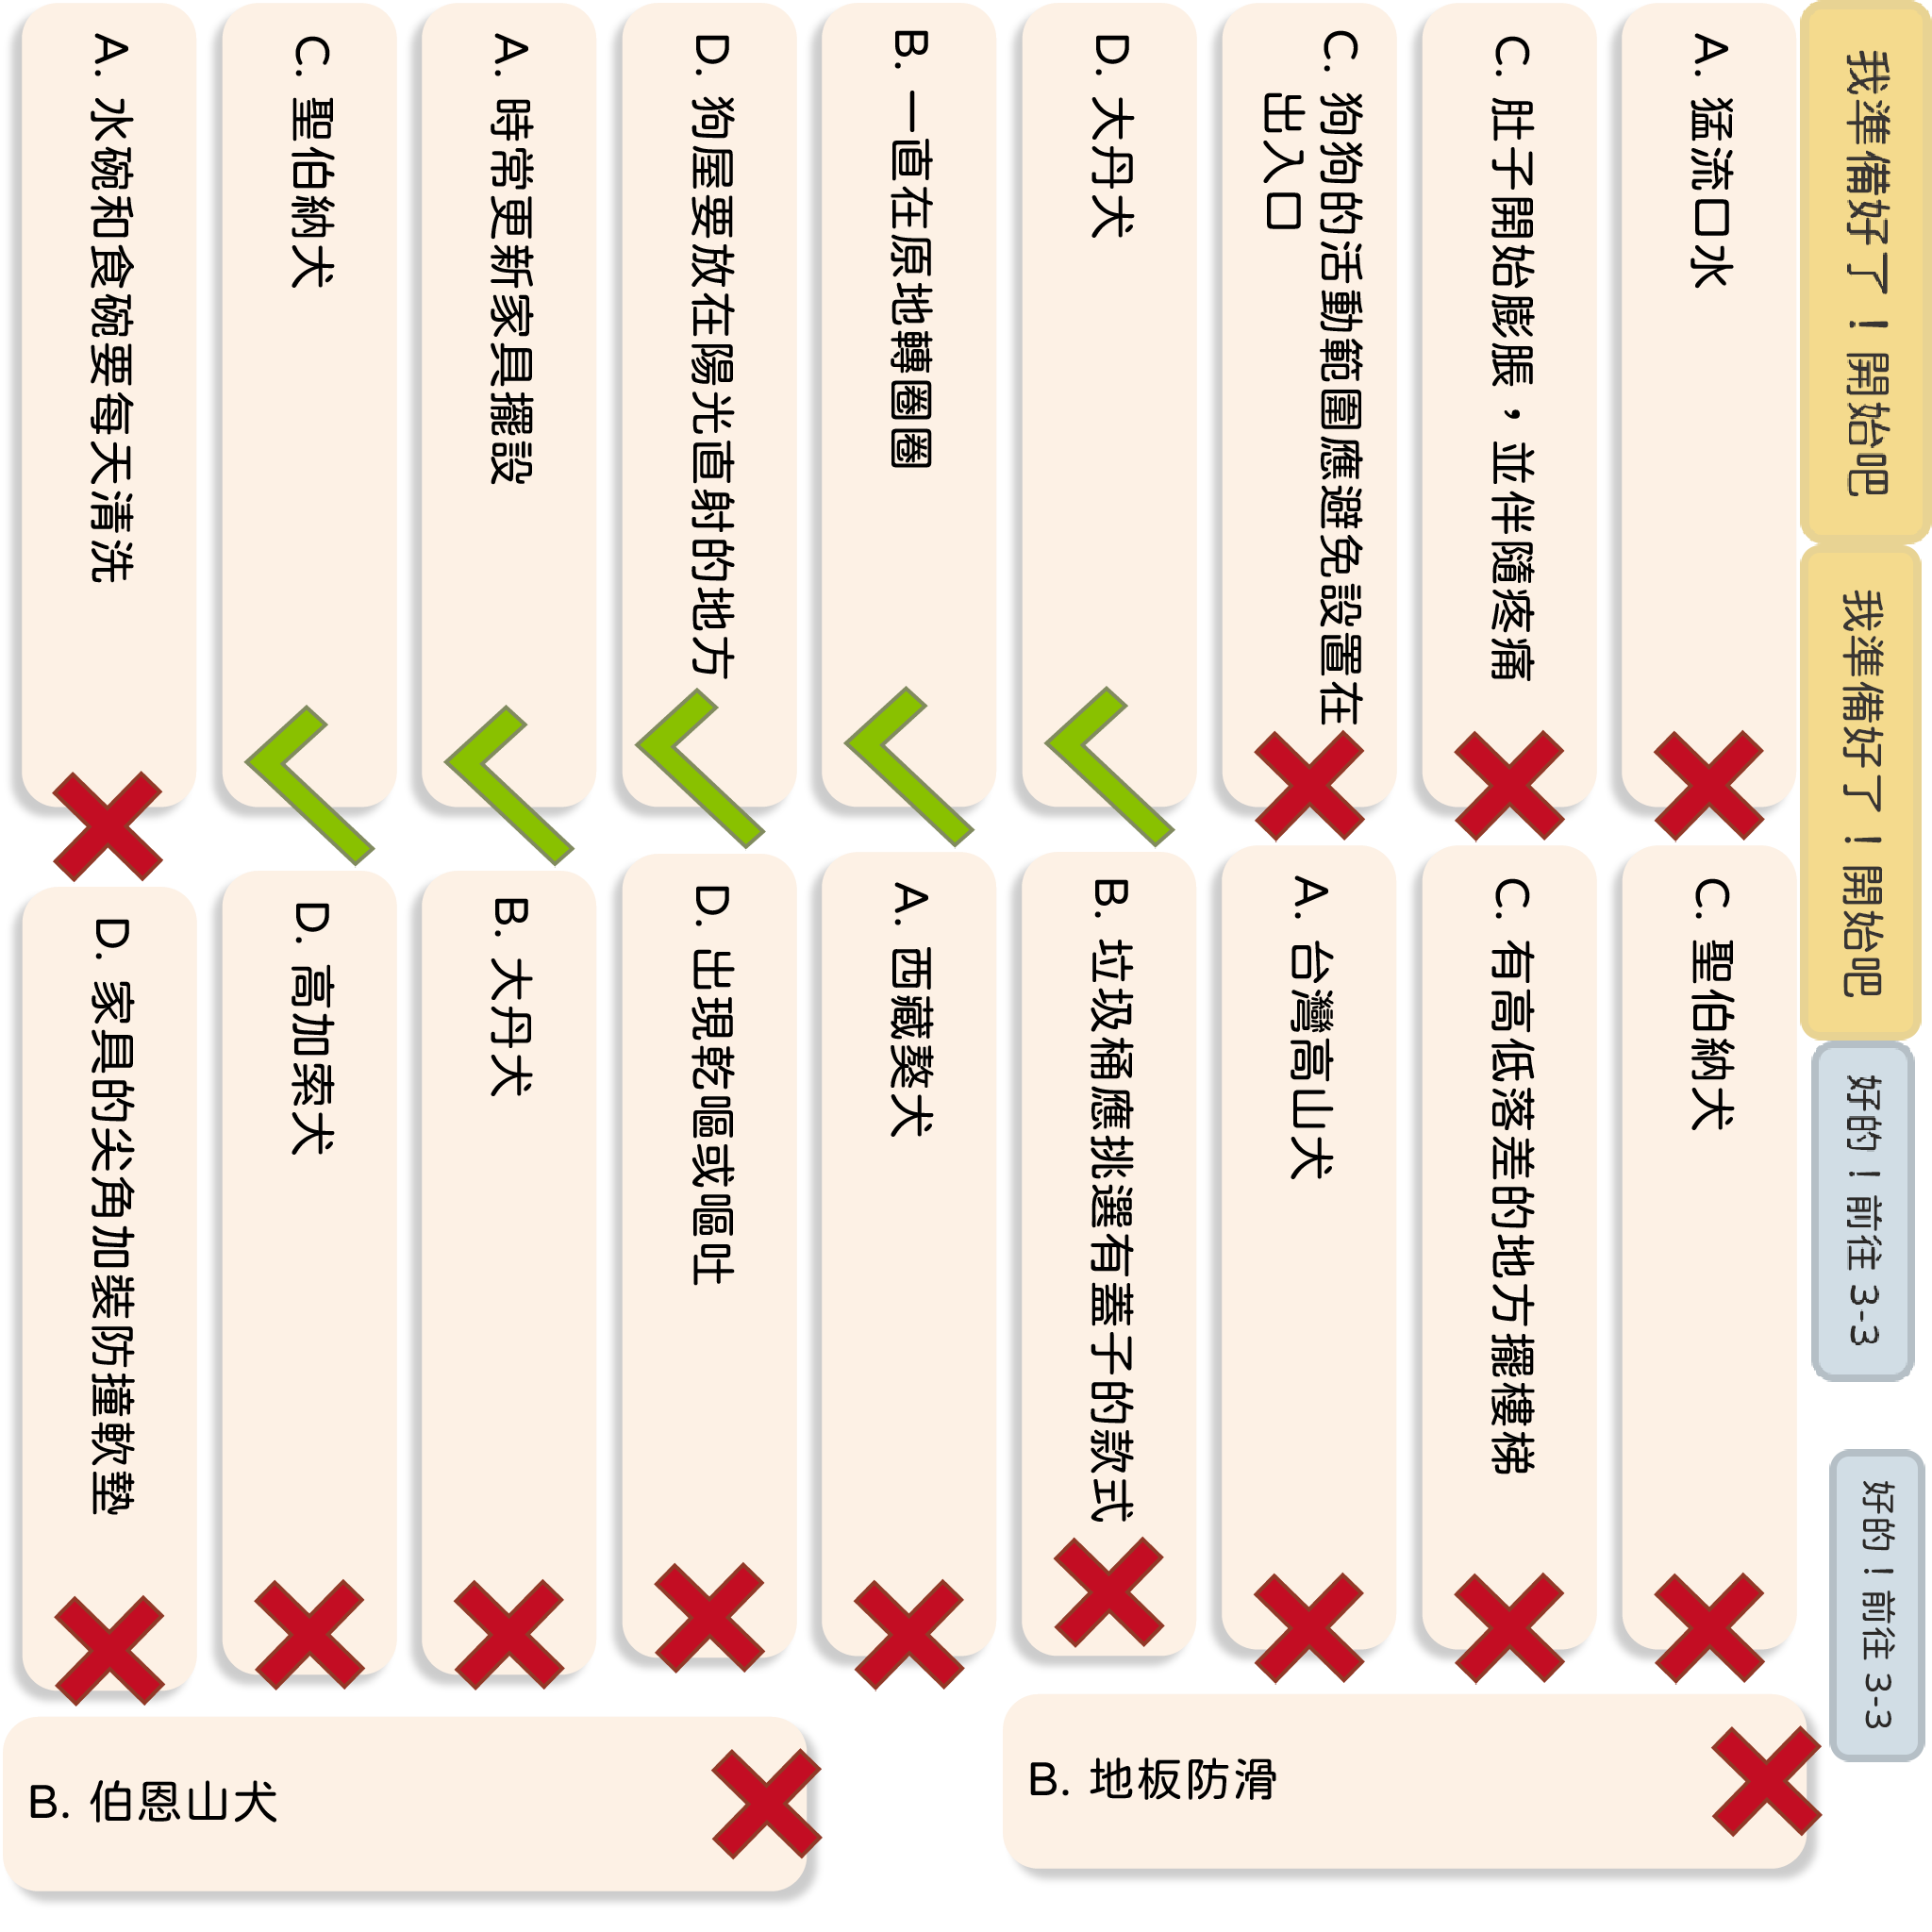 我準備好了！開始吧
我準備好了！開始吧
好的！前往 3-3
好的！前往 3-3
A. 猛流口水
C. 肚子開始膨脹，並伴隨疼痛
C. 狗狗的活動範圍應避免設置在
出入口
D. 大丹犬
B. 一直在原地轉圈圈
D. 狗屋要放在陽光直射的地方
A. 時常更新家具擺設
C. 聖伯納犬
A. 水碗和食碗要每天清洗
C. 聖伯納犬
C. 有高低落差的地方擺樓梯
A. 台灣高山犬
B. 垃圾桶應挑選有蓋子的款式
A. 西藏獒犬
D. 出現乾嘔或嘔吐
B. 大丹犬
D. 高加索犬
D. 家具的尖角加裝防撞軟墊
B. 伯恩山犬
B. 地板防滑